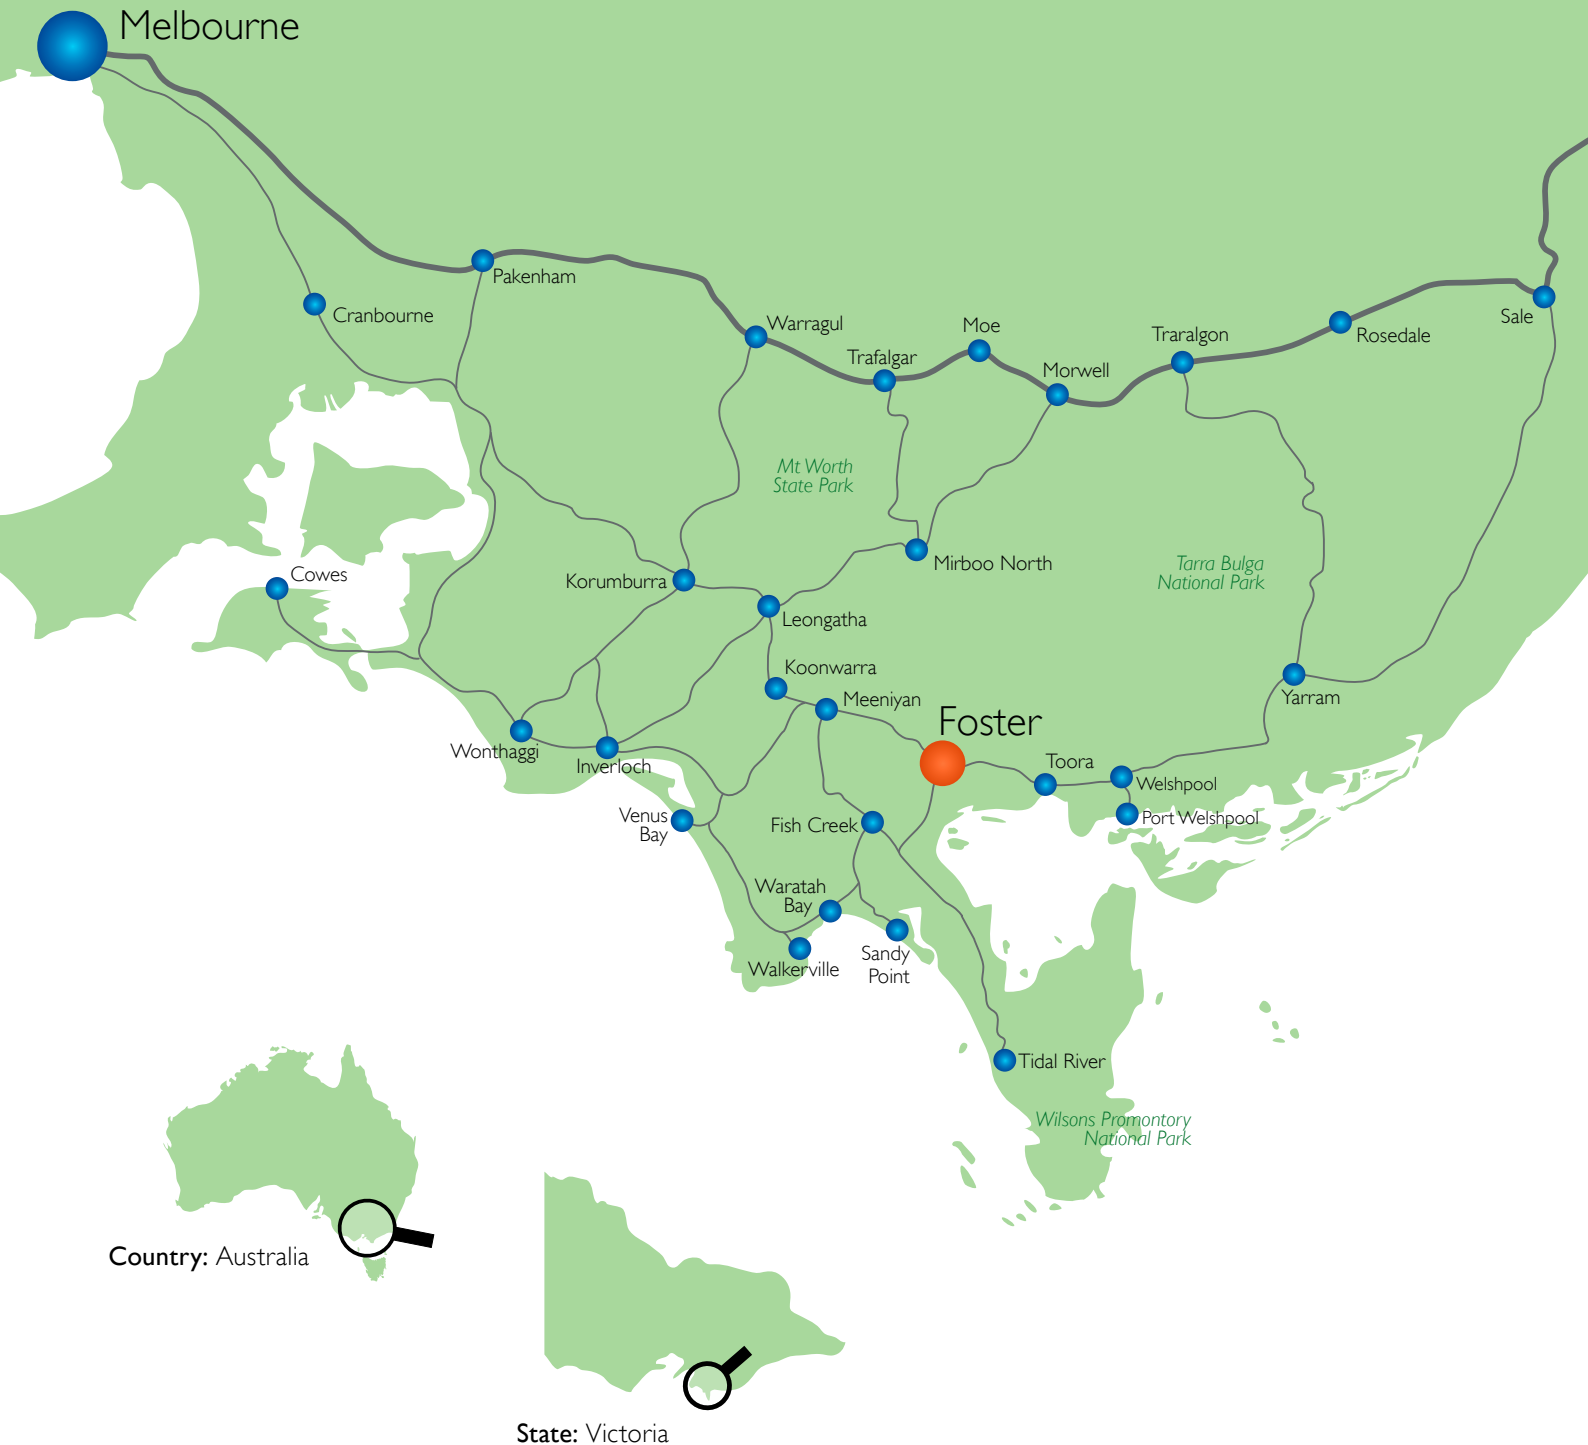 Melbourne
Pakenham
Cranbourne
Warragul
Trafalgar
Moe
Morwell
Traralgon
Rosedale
Sale
Mt Worth
State Park
Cowes
Korumburra
Mirboo North
Tarra Bulga
National Park
Leongatha
Koonwarra
Meeniyan
Foster
Yarram
Wonthaggi
Inverloch
Toora
Welshpool
Port Welshpool
Venus
Bay
Fish Creek
Waratah
Bay
Walkerville
Sandy
Point
Tidal River
Wilsons Promontory
National Park
Country: Australia
State: Victoria